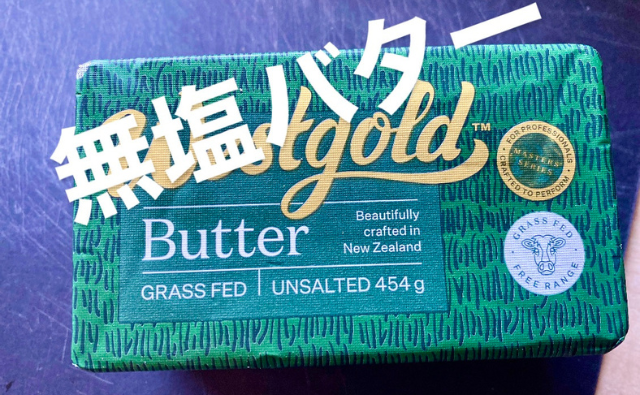 無塩バター
Westgold™
Butter
Beautifully
crafted in
New Zealand
GRASS FED | UNSALTED 454 g
FOR PROFESSIONALS
MASTERS
SERIES
CRAFTED TO PERFORM
GRASS FED
FREE RANGE